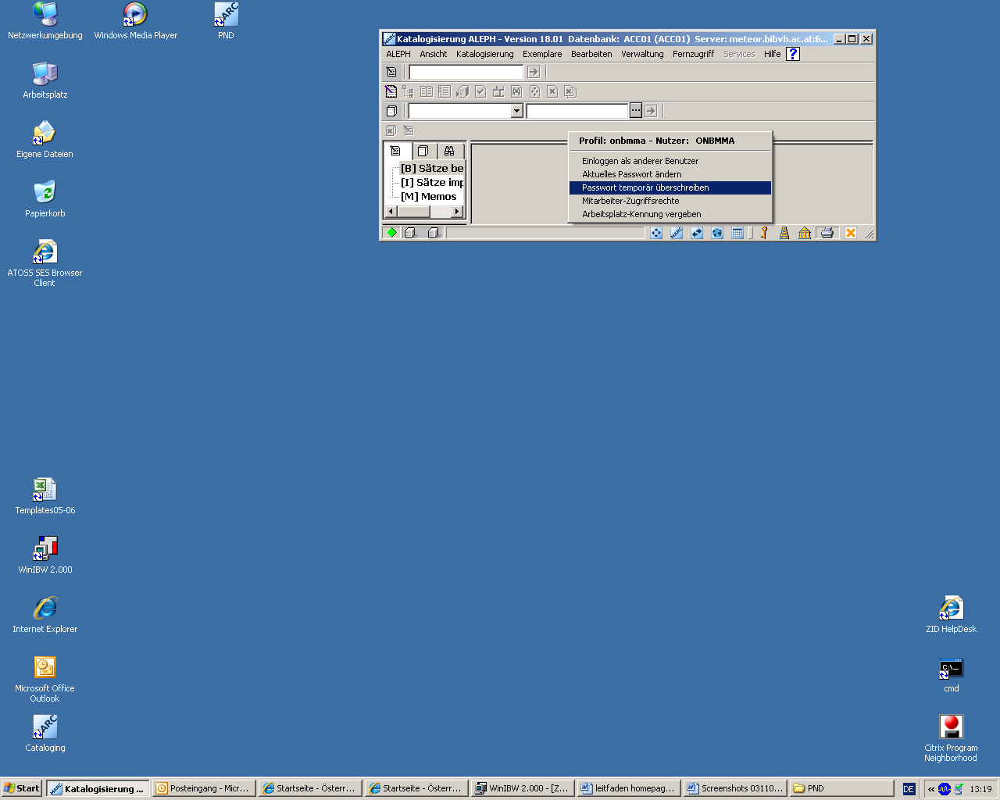 Netzwerkumgebung
Windows Media Player
PND
Arbeitsplatz
Eigene Dateien
Papierkorb
ATOSS SES Browser
Client
Templates05-06
WinIBW 2.000
Internet Explorer
Microsoft Office
Outlook
Cataloging
Katalogisierung ALEPH - Version 18.01 Datenbank: ACC01 (ACC01) Server: meteor.bibvb.ac.at:6...
ALEPH Ansicht Katalogisierung Exemplare Bearbeiten Verwaltung Fernzugriff Services Hilfe ?
[B] Sätze be
[I] Sätze imp
[M] Memos
Profil: onbmma - Nutzer: ONBMMA
Einloggen als anderer Benutzer
Aktuelles Passwort ändern
Passwort temporär überschreiben
Mitarbeiter-Zugriffsrechte
Arbeitsplatz-Kennung vergeben
ZID HelpDesk
C:\_
cmd
Citrix Program
Neighborhood
Start
Katalogisierung ...
Posteingang - Micr...
Startseite - Österr...
Startseite - Öster...
WinIBW 2.000 - [Z...
leitfaden homepag...
Screenshots 03110...
PND
DE
« 13:19